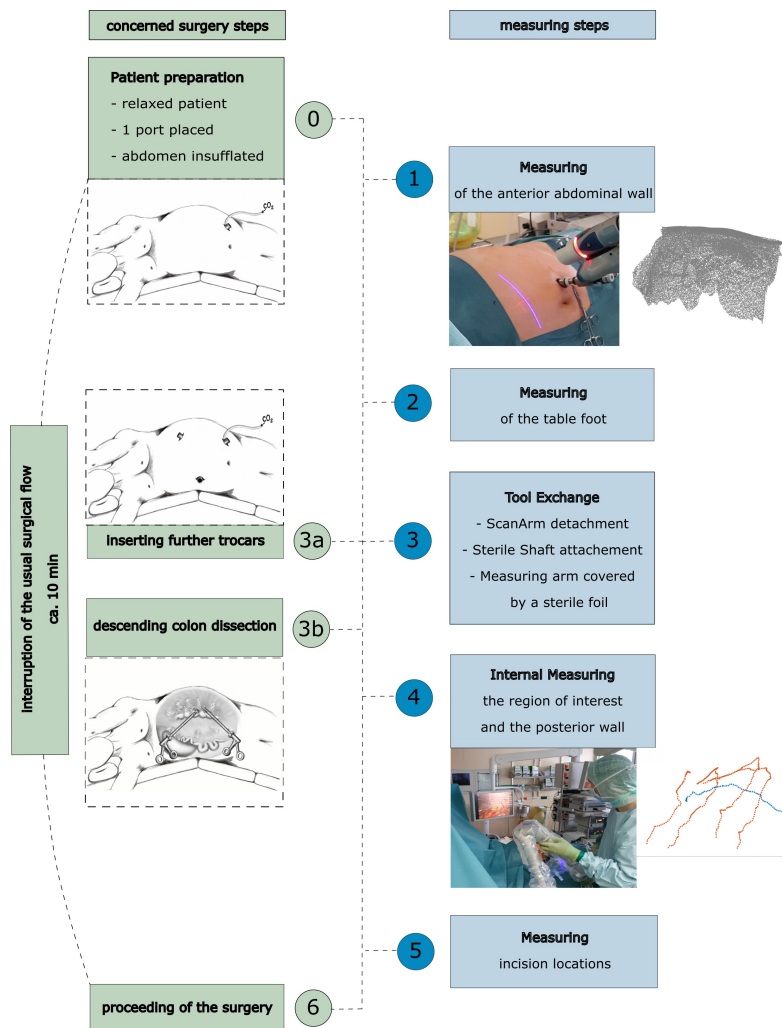 concerned surgery steps
measuring steps
Patient preparation
- relaxed patient
- 1 port placed
- abdomen insufflated
0
CO₂
1
Measuring
of the anterior abdominal wall
2
Measuring
of the table foot
CO₂
inserting further trocars
3a
3
Tool Exchange
- ScanArm detachment
- Sterile Shaft attachement
- Measuring arm covered
by a sterile foil
interruption of the usual surgical flow
ca. 10 min
descending colon dissection
3b
4
Internal Measuring
the region of interest
and the posterior wall
5
Measuring
incision locations
proceeding of the surgery
6